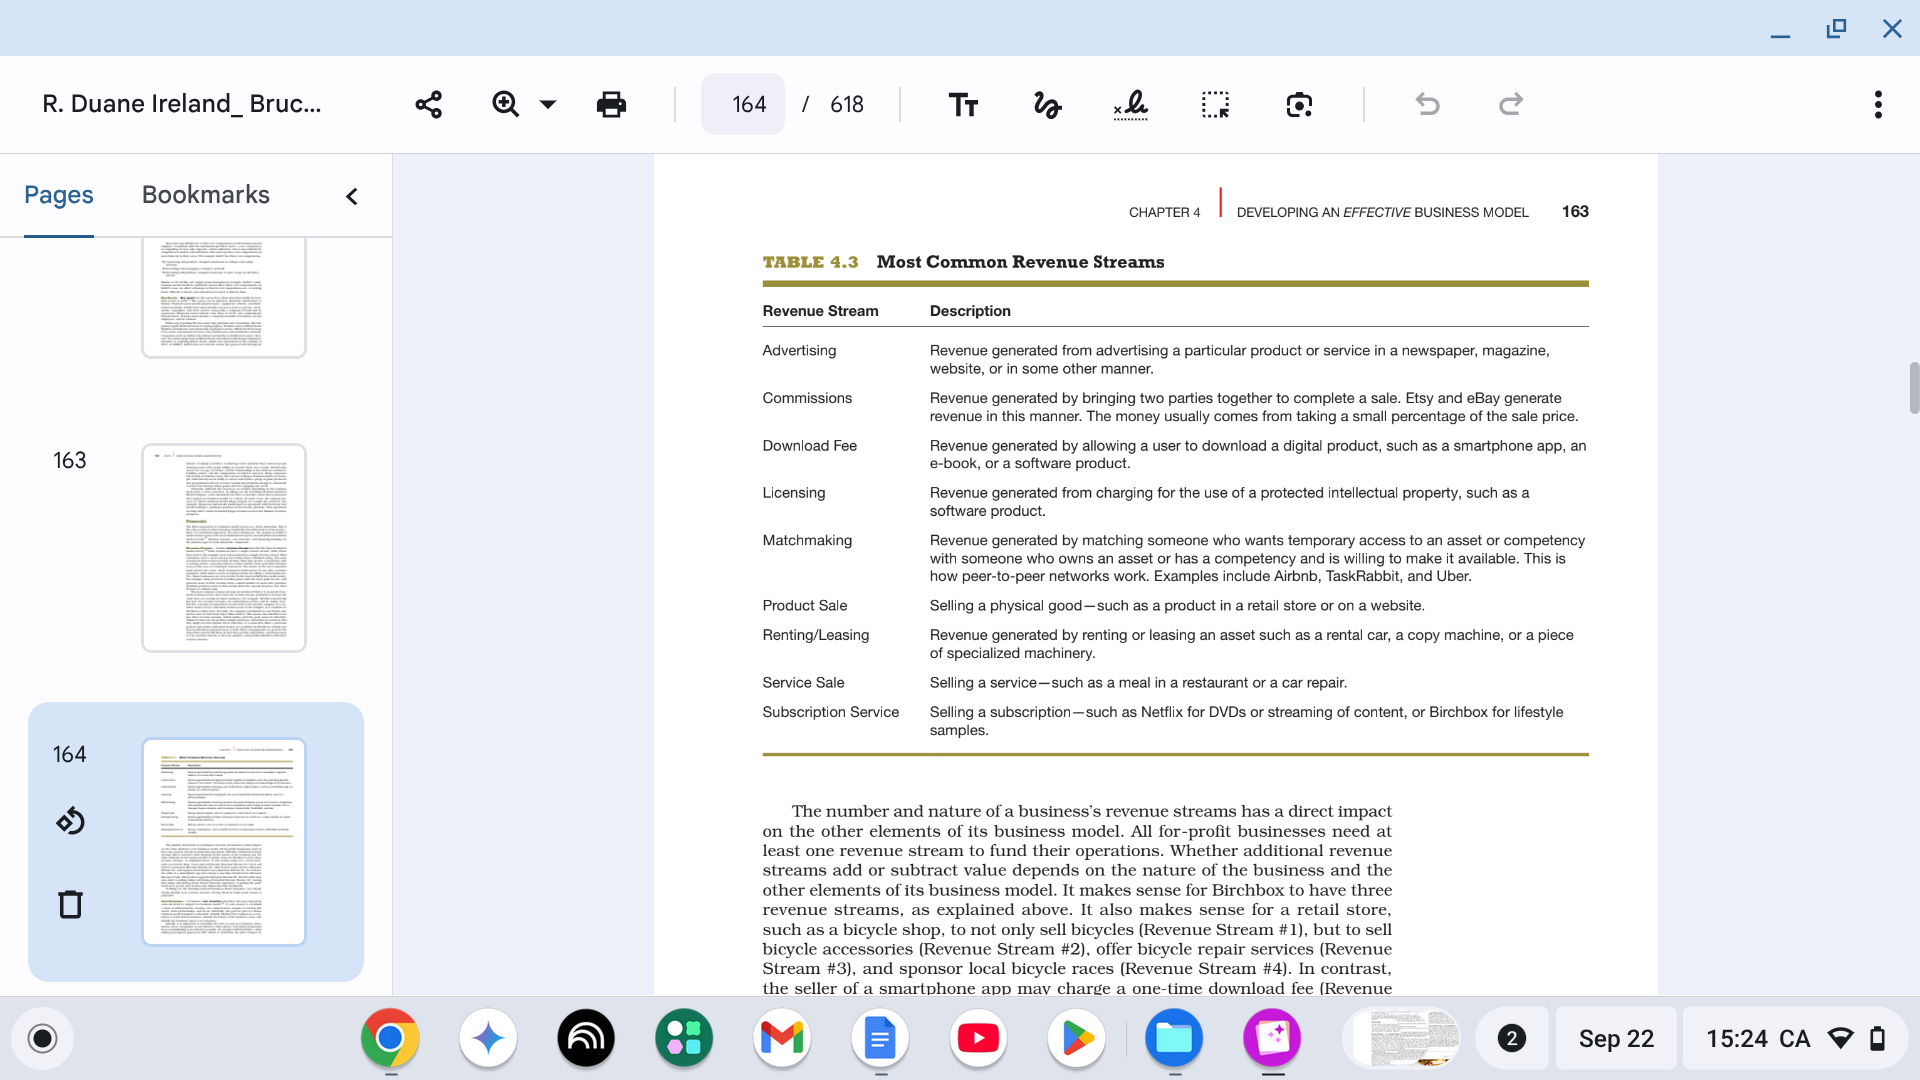 R. Duane Ireland_ Bruc...
164 / 618
Pages
Bookmarks
163
164
CHAPTER 4 DEVELOPING AN EFFECTIVE BUSINESS MODEL 163
TABLE 4.3 Most Common Revenue Streams
Revenue Stream Description
Advertising Revenue generated from advertising a particular product or service in a newspaper, magazine,
website, or in some other manner.
Commissions Revenue generated by bringing two parties together to complete a sale. Etsy and eBay generate
revenue in this manner. The money usually comes from taking a small percentage of the sale price.
Download Fee Revenue generated by allowing a user to download a digital product, such as a smartphone app, an
e-book, or a software product.
Licensing Revenue generated from charging for the use of a protected intellectual property, such as a
software product.
Matchmaking Revenue generated by matching someone who wants temporary access to an asset or competency
with someone who owns an asset or has a competency and is willing to make it available. This is
how peer-to-peer networks work. Examples include Airbnb, TaskRabbit, and Uber.
Product Sale Selling a physical good—such as a product in a retail store or on a website.
Renting/Leasing Revenue generated by renting or leasing an asset such as a rental car, a copy machine, or a piece
of specialized machinery.
Service Sale Selling a service—such as a meal in a restaurant or a car repair.
Subscription Service Selling a subscription—such as Netflix for DVDs or streaming of content, or Birchbox for lifestyle
samples.
The number and nature of a business's revenue streams has a direct impact
on the other elements of its business model. All for-profit businesses need at
least one revenue stream to fund their operations. Whether additional revenue
streams add or subtract value depends on the nature of the business and the
other elements of its business model. It makes sense for Birchbox to have three
revenue streams, as explained above. It also makes sense for a retail store,
such as a bicycle shop, to not only sell bicycles (Revenue Stream #1), but to sell
bicycle accessories (Revenue Stream #2), offer bicycle repair services (Revenue
Stream #3), and sponsor local bicycle races (Revenue Stream #4). In contrast,
the seller of a smartphone app may charge a one-time download fee (Revenue
2
Sep 22
15:24 CA